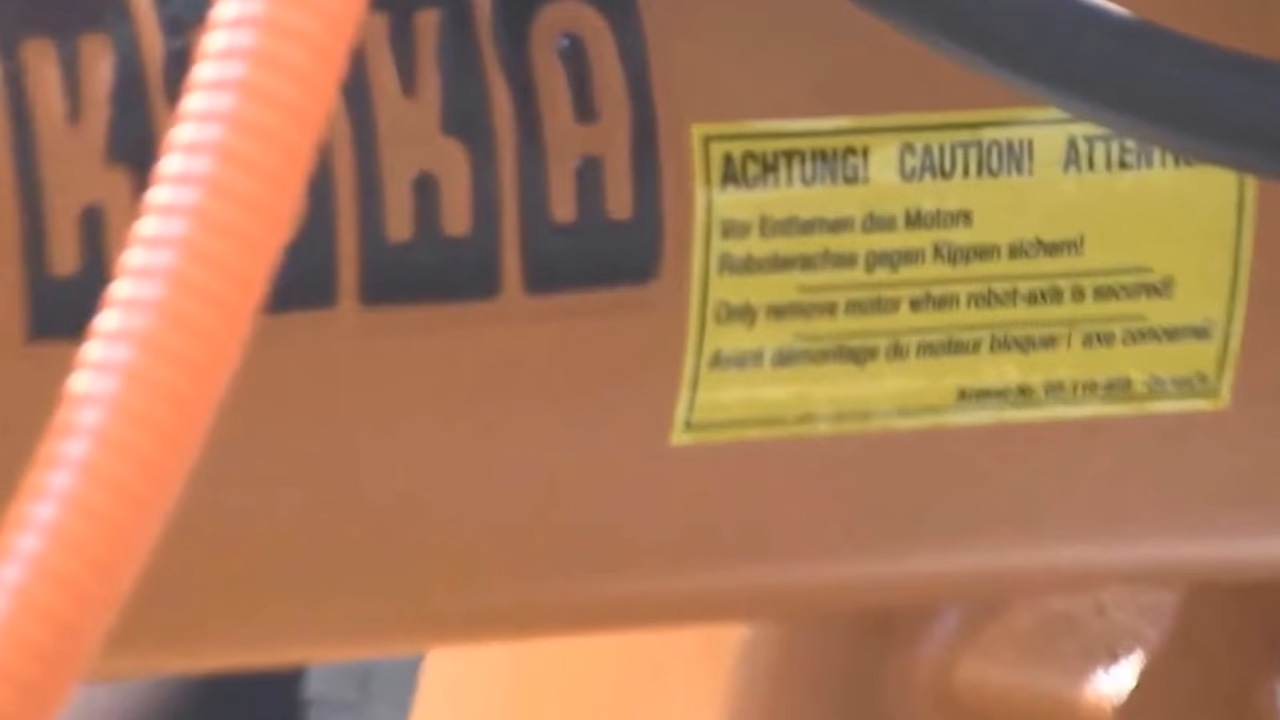 KUKA
ACHTUNG! CAUTION! ATTENTIO
Vor Entfernen des Motors
Roboterachse gegen Kippen sichern!
Only remove motor when robot-axis is secured!
Avant démontage du moteur bloquer l axe concerné!